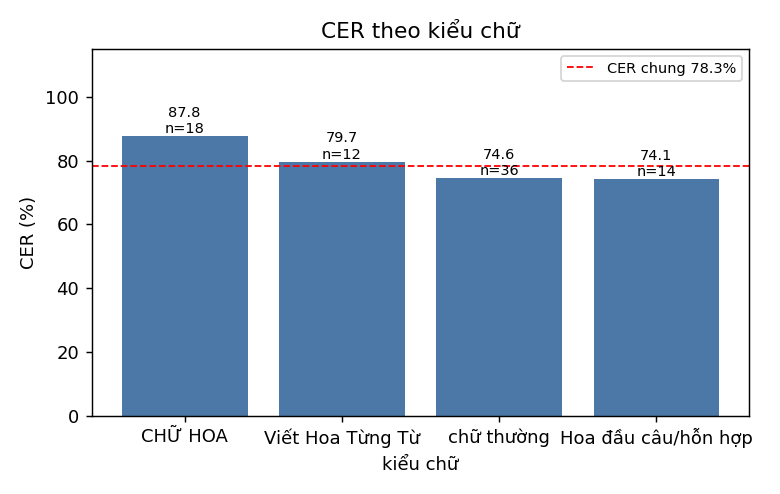 CER theo kiểu chữ
CER chung 78.3%
CER (%)
100
80
60
40
20
0
87.8
n=18
79.7
n=12
74.6
n=36
74.1
n=14
CHỮ HOA
Viết Hoa Từng Từ
chữ thường
Hoa đầu câu/hỗn hợp
kiểu chữ